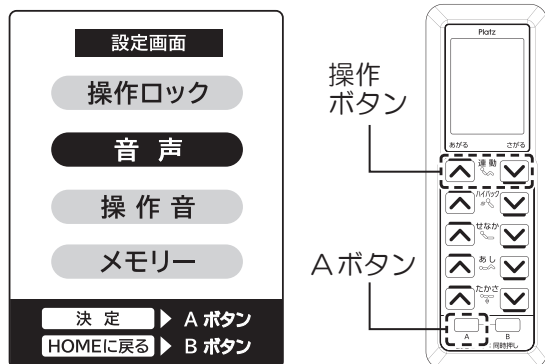 設定画面
操作ロック
音声
操作音
メモリー
決定 Aボタン
HOMEに戻る Bボタン
操作
ボタン
Aボタン
Platz
あがる さがる
連動
ハイバック
せなか
あし
たかさ
A B
同時押し